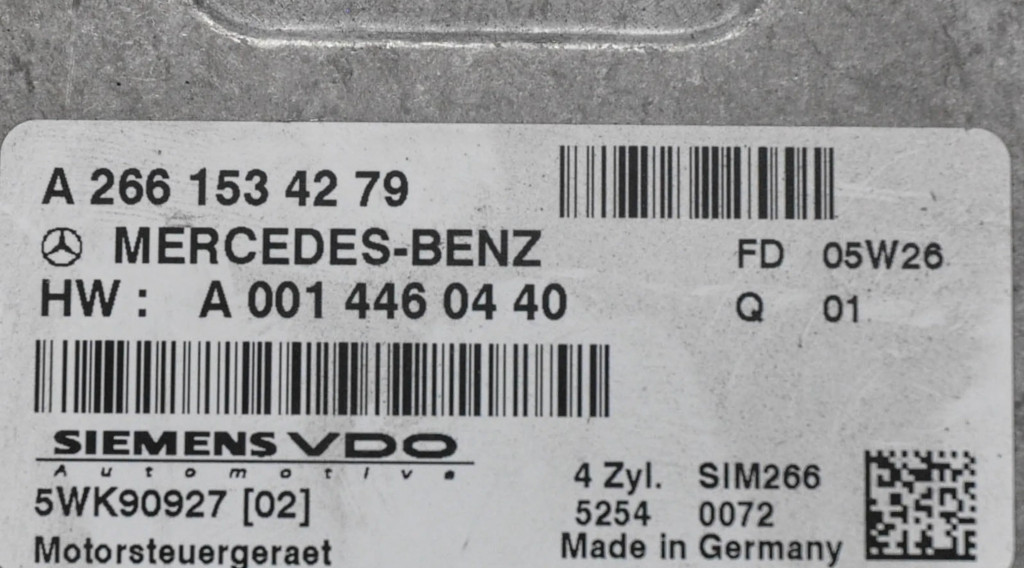 A 266 153 42 79
MERCEDES-BENZ
FD 05W26
HW : A 001 446 04 40
Q 01
SIEMENS VDO
Automotive
4 Zyl. SIM266
5WK90927 [02]
5254 0072
Motorsteuergeraet
Made in Germany